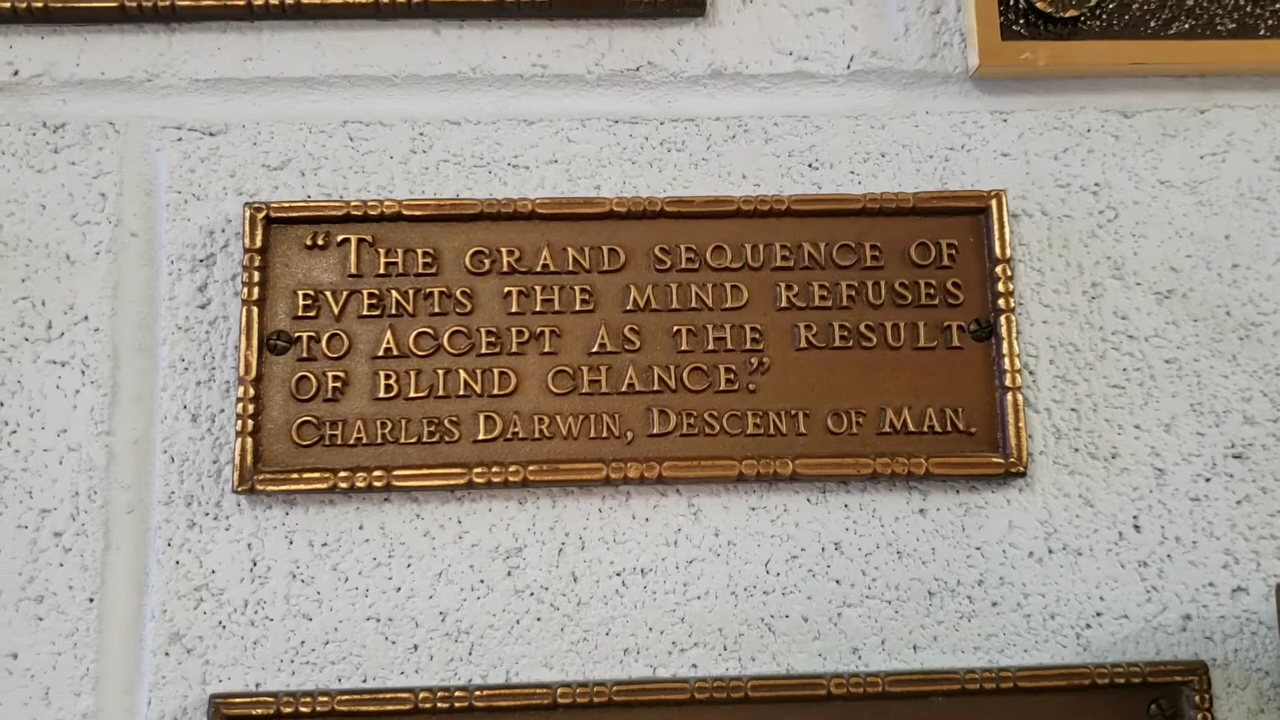 “THE GRAND SEQUENCE OF
EVENTS THE MIND REFUSES
TO ACCEPT AS THE RESULT
OF BLIND CHANCE.”
CHARLES DARWIN, DESCENT OF MAN.